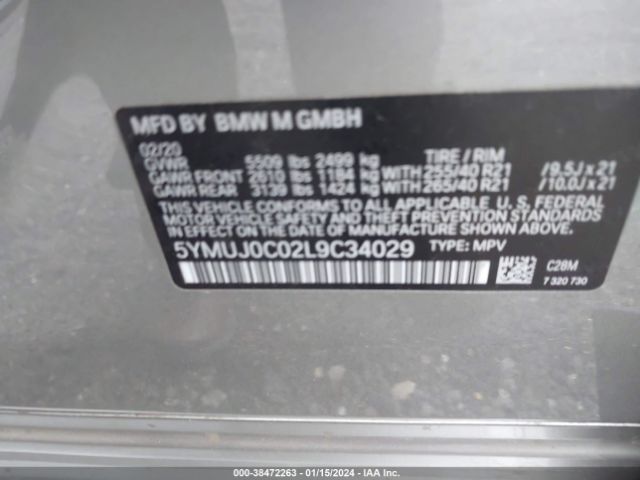 MFD BY BMW M GMBH
02/20
GVWR 5509 lbs 2499 kg TIRE / RIM
GAWR FRONT 2610 lbs 1184 kg WITH 255/40 R21 /9.5J x 21
GAWR REAR 3139 lbs 1424 kg WITH 265/40 R21 /10.0J x 21
THIS VEHICLE CONFORMS TO ALL APPLICABLE U.S. FEDERAL
MOTOR VEHICLE SAFETY, BUMPER, AND THEFT PREVENTION
STANDARDS IN EFFECT ON THE DATE OF MANUFACTURE SHOWN ABOVE.
5YMUJ0C02L9C34029 TYPE: MPV
C28M
7 320 730
000-38472263 - 01/15/2024 - IAA Inc.